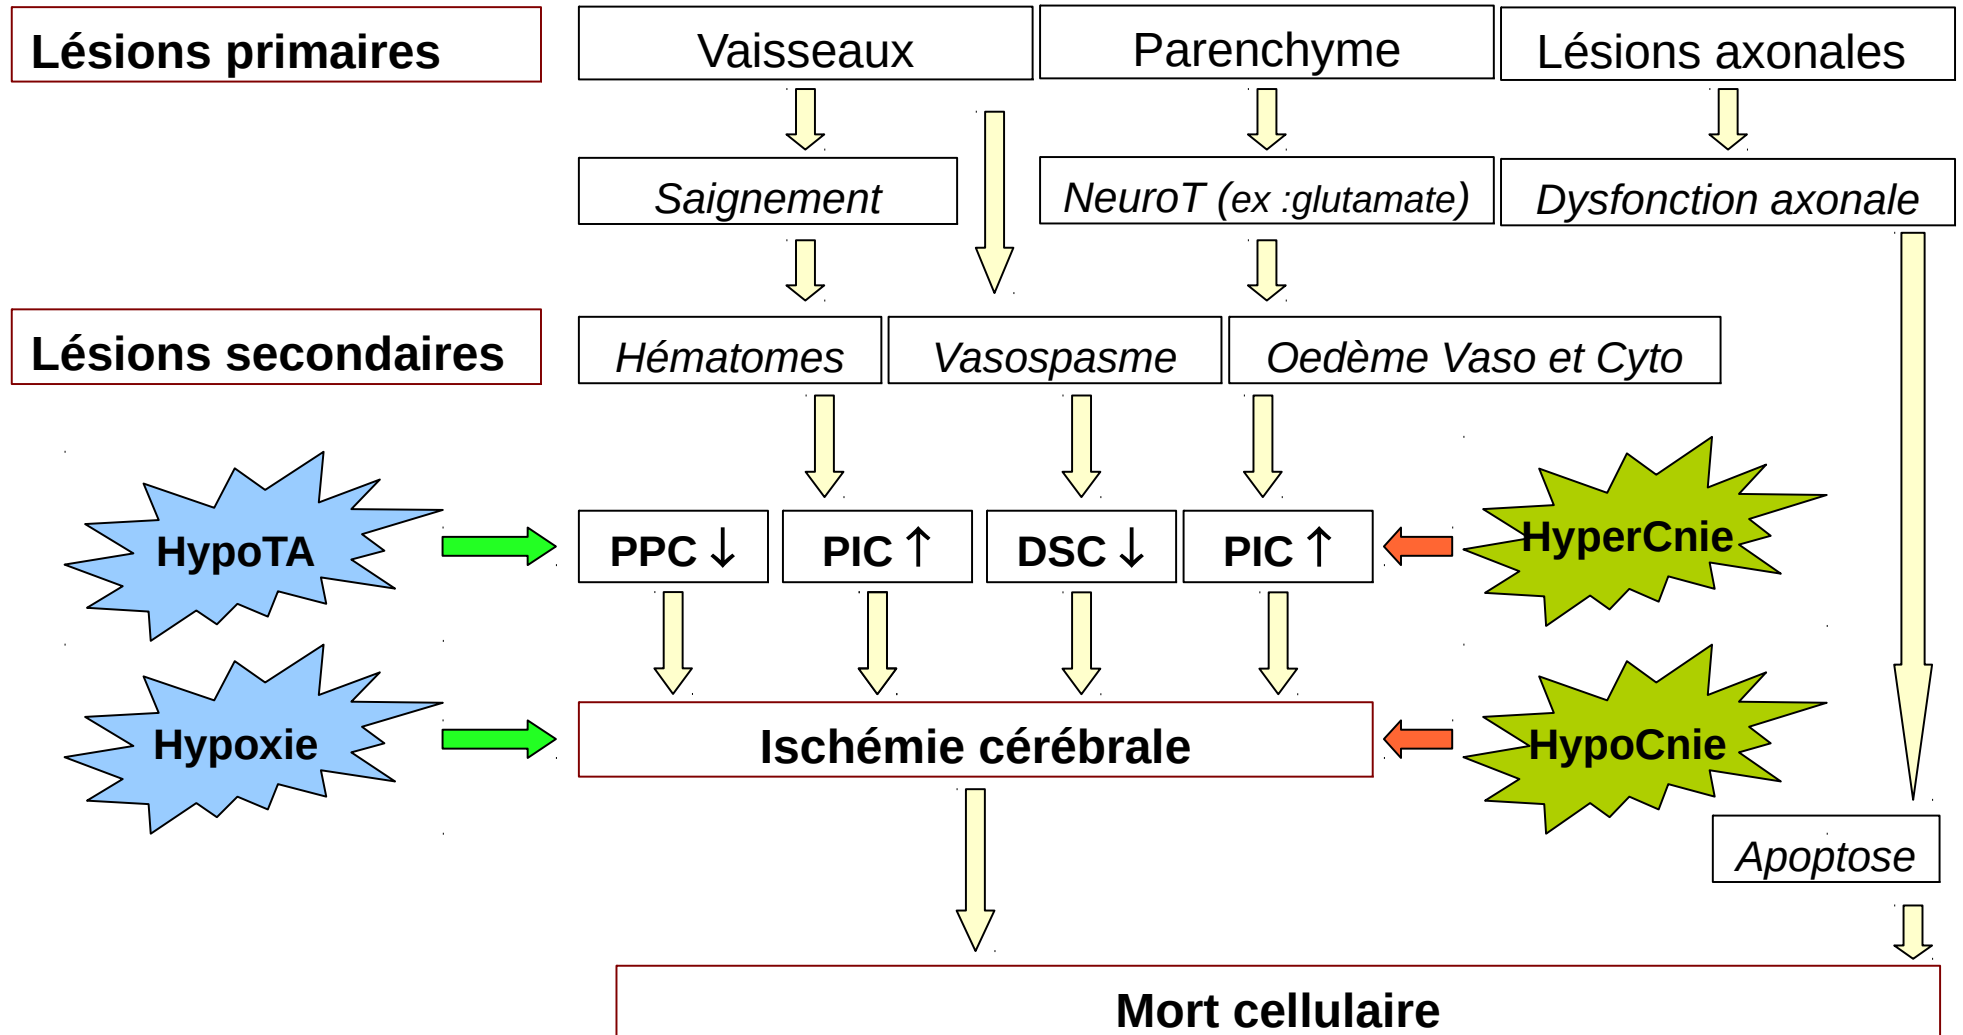 Lésions primaires
Vaisseaux
Parenchyme
Lésions axonales
Saignement
NeuroT (ex :glutamate)
Dysfonction axonale
Lésions secondaires
Hématomes
Vasospasme
Oedème Vaso et Cyto
HypoTA
PPC ↓
PIC ↑
DSC ↓
PIC ↑
HyperCnie
Hypoxie
Ischémie cérébrale
HypoCnie
Apoptose
Mort cellulaire